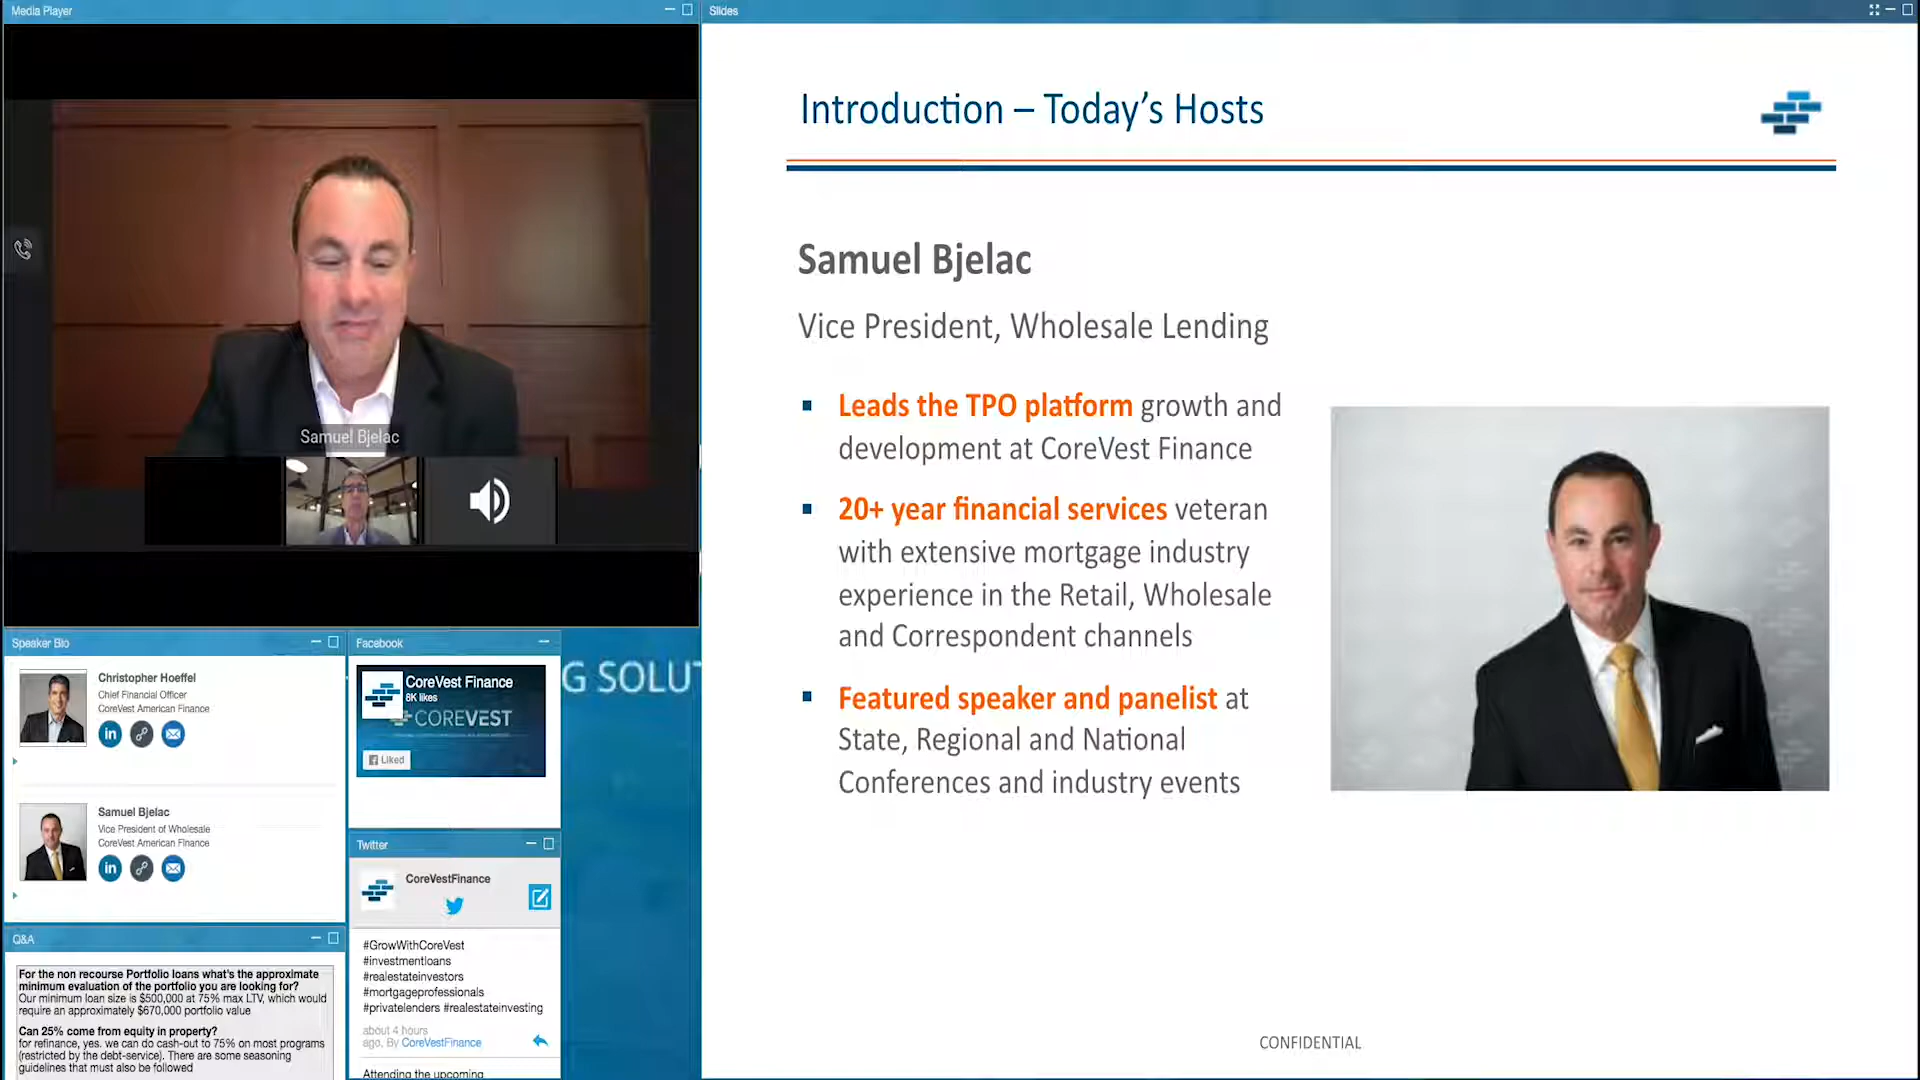 Media Player
Samuel Bjelac
Speaker Bio
Christopher Hoeffel
Chief Financial Officer
CoreVest American Finance
in
Samuel Bjelac
Vice President of Wholesale
CoreVest American Finance
in
Q&A
For the non recourse Portfolio loans what's the approximate
minimum evaluation of the portfolio you are looking for?
Our minimum loan size is $500,000 at 75% max LTV, which would
require an approximately $670,000 portfolio value
Can 25% come from equity in property?
for refinance, yes. we can do cash-out to 75% on most programs
(restricted by the debt-service). There are some seasoning
guidelines that must also be followed
Facebook
CoreVest Finance
8K likes
COREVEST
Liked
G SOLUT
Twitter
CoreVestFinance
#GrowWithCoreVest
#investmentloans
#realestateinvestors
#mortgageprofessionals
#privatelenders #realestateinvesting
about 4 hours
ago, By CoreVestFinance
Attending the upcoming
Slides
Introduction – Today's Hosts
Samuel Bjelac
Vice President, Wholesale Lending
Leads the TPO platform growth and
development at CoreVest Finance
20+ year financial services veteran
with extensive mortgage industry
experience in the Retail, Wholesale
and Correspondent channels
Featured speaker and panelist at
State, Regional and National
Conferences and industry events
CONFIDENTIAL